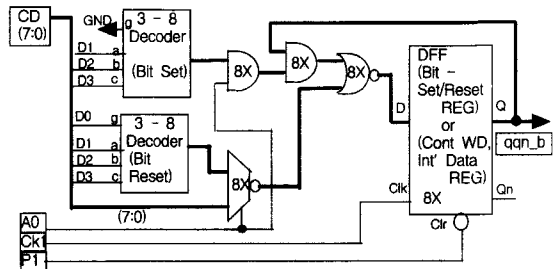 CD
(7:0)
GND
g
3 - 8
Decoder
(Bit Set)
D1 a
D2 b
D3 c
D0 g
D1 a
D2 b
D3 c
3 - 8
Decoder
(Bit
Reset)
(7:0)
8X
8X
8X
8X
DFF
(Bit -
Set/Reset
REG)
or
(Cont WD,
Int' Data
REG)
8X
D
Q
Qn
Clk
Clr
qqn_b
A0
Ck1
P1